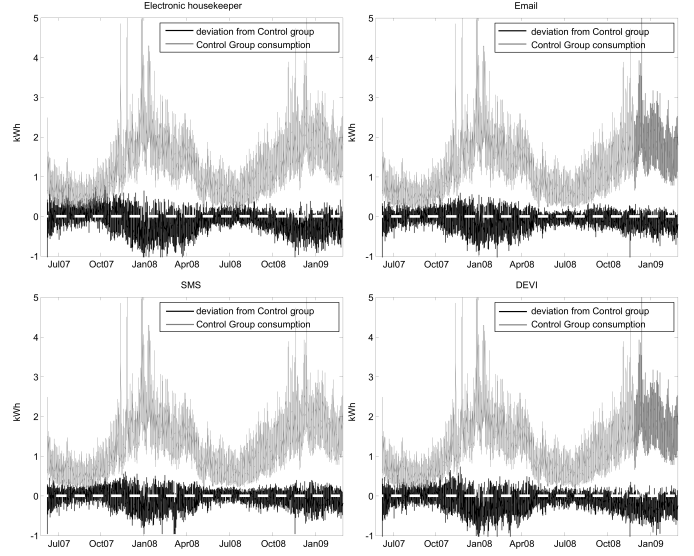 Electronic housekeeper
5
4
3
2
1
0
-1
kWh
deviation from Control group
Control Group consumption
Jul07 Oct07 Jan08 Apr08 Jul08 Oct08 Jan09
Email
5
4
3
2
1
0
-1
kWh
deviation from Control group
Control Group consumption
Jul07 Oct07 Jan08 Apr08 Jul08 Oct08 Jan09
SMS
5
4
3
2
1
0
-1
kWh
deviation from Control group
Control Group consumption
Jul07 Oct07 Jan08 Apr08 Jul08 Oct08 Jan09
DEVI
5
4
3
2
1
0
-1
kWh
deviation from Control group
Control Group consumption
Jul07 Oct07 Jan08 Apr08 Jul08 Oct08 Jan09